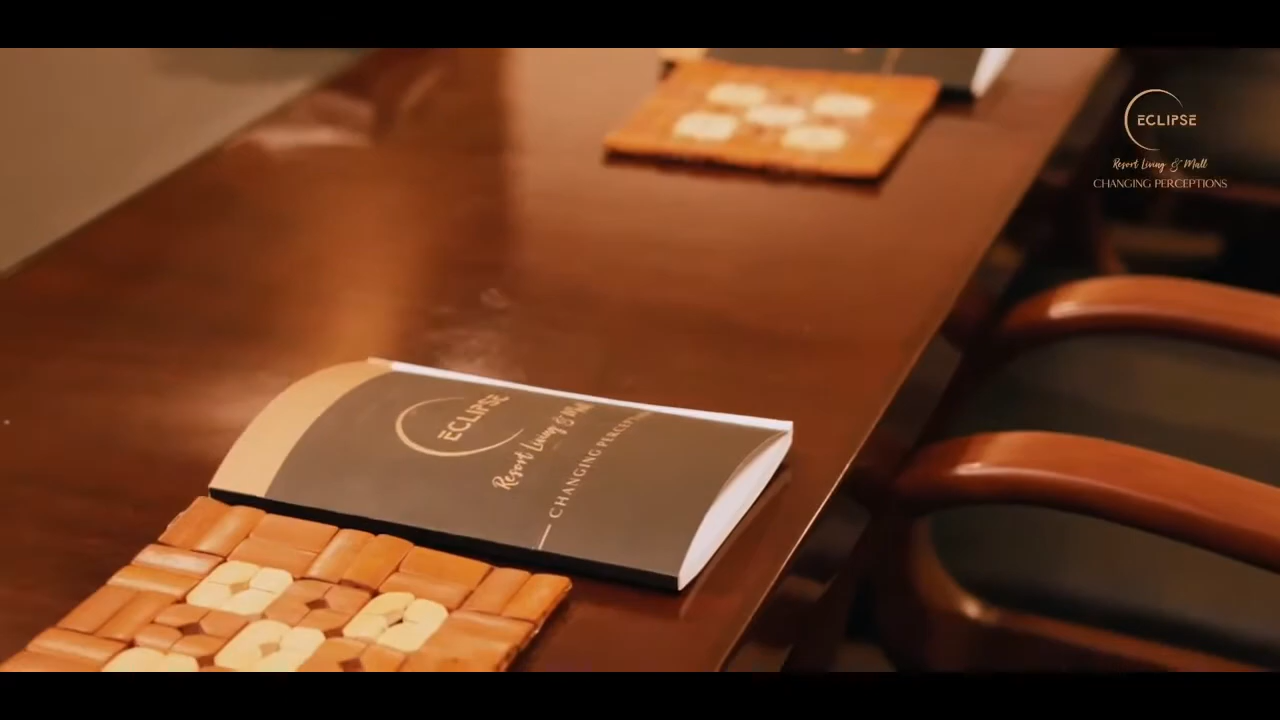 ECLIPSE
Resort Living & Mall
CHANGING PERCEPTIONS
ECLIPSE
Resort Living & Mall
CHANGING PERCEPTIONS